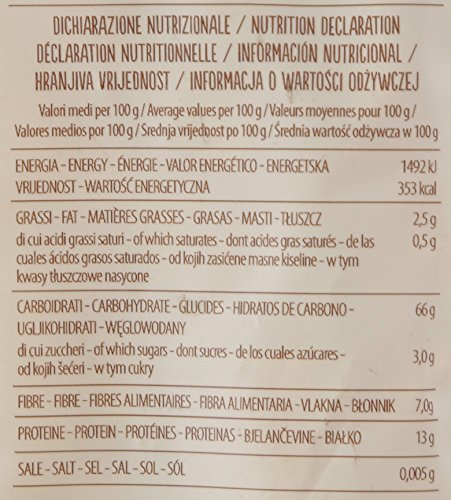 DICHIARAZIONE NUTRIZIONALE / NUTRITION DECLARATION
DÉCLARATION NUTRITIONNELLE / INFORMACIÓN NUTRICIONAL /
HRANJIVA VRIJEDNOST / INFORMACJA O WARTOŚCI ODŻYWCZEJ
Valori medi per 100 g / Average values per 100 g / Valeurs moyennes pour 100 g /
Valores medios por 100 g / Srednja vrijednost po 100 g / Średnia wartość odżywcza w 100 g
ENERGIA - ENERGY - ÉNERGIE - VALOR ENERGÉTICO - ENERGETSKA 1492 kJ
VRIJEDNOST - WARTOŚĆ ENERGETYCZNA 353 kcal
GRASSI - FAT - MATIÈRES GRASSES - GRASAS - MASTI - TŁUSZCZ 2,5 g
di cui acidi grassi saturi - of which saturates - dont acides gras saturés - de las 0,5 g
cuales ácidos grasos saturados - od kojih zasićene masne kiseline - w tym
kwasy tłuszczowe nasycone
CARBOIDRATI - CARBOHYDRATE - GLUCIDES - HIDRATOS DE CARBONO - 66 g
UGLJIKOHIDRATI - WĘGLOWODANY
di cui zuccheri - of which sugars - dont sucres - de los cuales azúcares - 3,0 g
od kojih šećeri - w tym cukry
FIBRE - FIBRE - FIBRES ALIMENTAIRES - FIBRA ALIMENTARIA - VLAKNA - BŁONNIK 7,0g
PROTEINE - PROTEIN - PROTÉINES - PROTEINAS - BJELANČEVINE - BIAŁKO 13 g
SALE - SALT - SEL - SAL - SOL - SÓL 0,005 g